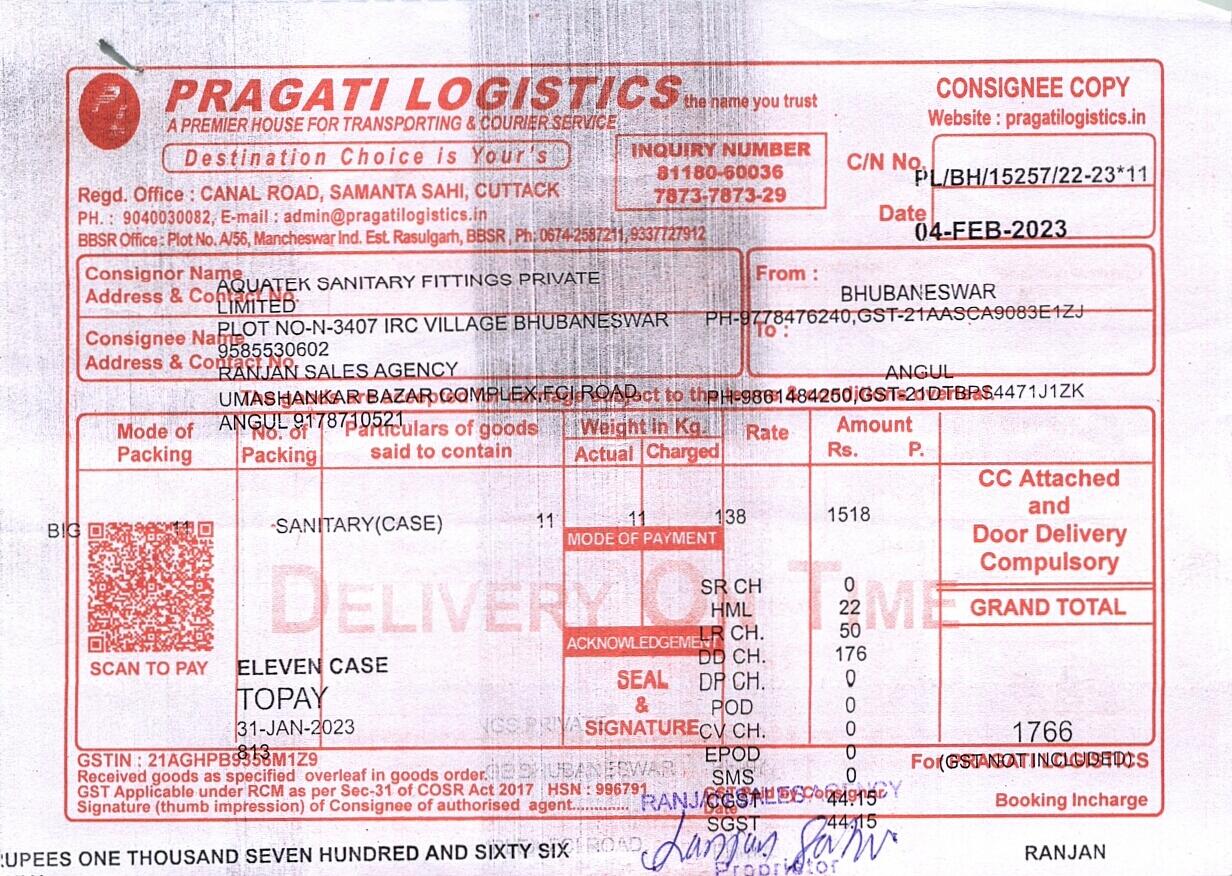 PRAGATI LOGISTICS the name you trust
A PREMIER HOUSE FOR TRANSPORTING & COURIER SERVICE
Destination Choice is Your's
CONSIGNEE COPY
Website : pragatilogistics.in
INQUIRY NUMBER
81180-60036
7873-7873-29
C/N No.
PL/BH/15257/22-23*11
Date
04-FEB-2023
Regd. Office : CANAL ROAD, SAMANTA SAHI, CUTTACK
PH. : 9040030082, E-mail : admin@pragatilogistics.in
BBSR Office : Plot No. A/56, Mancheswar Ind. Est. Rasulgarh, BBSR, Ph: 0674-2587211, 9337727912
Consignor Name
Address & Contact No.
AQUATEK SANITARY FITTINGS PRIVATE
LIMITED
PLOT NO-N-3407 IRC VILLAGE BHUBANESWAR PH-9778476240,GST-21AASCA9083E1ZJ
9585530602
From :
BHUBANESWAR
Consignee Name
Address & Contact No.
RANJAN SALES AGENCY
UMASHANKAR BAZAR COMPLEX,FCI ROAD PH-9861484250,GST-21DTBPS4471J1ZK
ANGUL 9178710521
To :
ANGUL
Mode of Packing
No. of Packing
Particulars of goods said to contain
Weight in Kg.
Actual Charged
Rate
Amount
Rs. P.
CC Attached
and
Door Delivery
Compulsory
BIG 11 SANITARY(CASE) 11 11 138 1518
MODE OF PAYMENT
DELIVERY ON TIME
SR CH 0
HML 22
LR CH. 50
DD CH. 176
DP CH. 0
POD 0
CV CH. 0
EPOD 0
SMS 0
CGST 44.15
SGST 44.15
GRAND TOTAL
1766
(GST NOT INCLUDED)
ACKNOWLEDGEMENT
SEAL
&
SIGNATURE
SCAN TO PAY
ELEVEN CASE
TOPAY
31-JAN-2023
813
GSTIN : 21AGHPB9358M1Z9
Received goods as specified overleaf in goods order.
GST Applicable under RCM as per Sec-31 of COSR Act 2017 HSN : 996791
Signature (thumb impression) of Consignee of authorised agent
For PRAGATI LOGISTICS
Booking Incharge
RANJAN SALES AGENCY
Ranjan Sahu
Proprietor
RUPEES ONE THOUSAND SEVEN HUNDRED AND SIXTY SIX
RANJAN